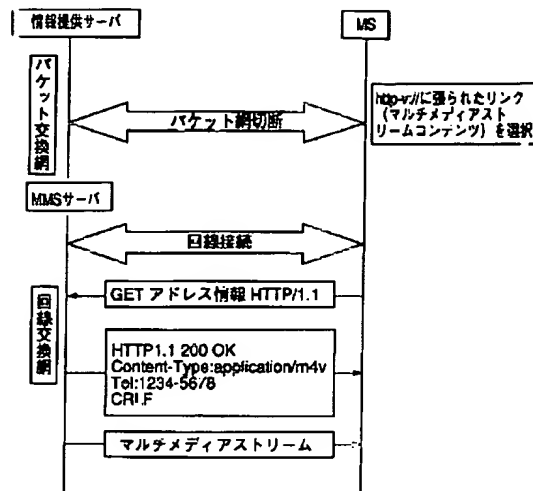 情報提供サーバ
MS
パケット交換網
パケット網切断
http-v://に張られたリンク
(マルチメディアスト
リームコンテンツ)を選択
MMSサーバ
回線接続
回線交換網
GET アドレス情報 HTTP/1.1
HTTP1.1 200 OK
Content-Type:application/m4v
Tel:1234-5678
CRLF
マルチメディアストリーム